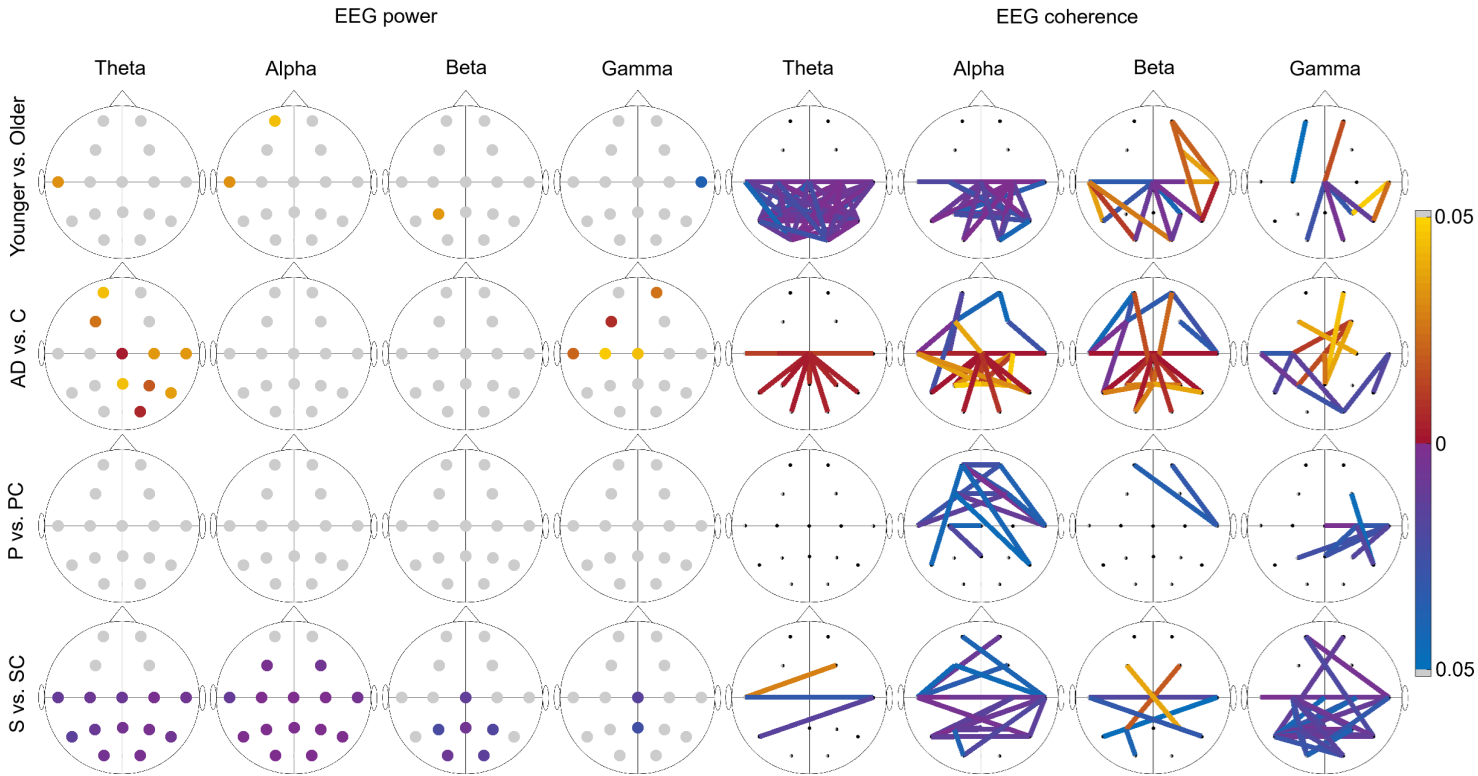 EEG power EEG coherence
Theta Alpha Beta Gamma Theta Alpha Beta Gamma
Younger vs. Older
0.05
AD vs. C
0
P vs. PC
S vs. SC
0.05